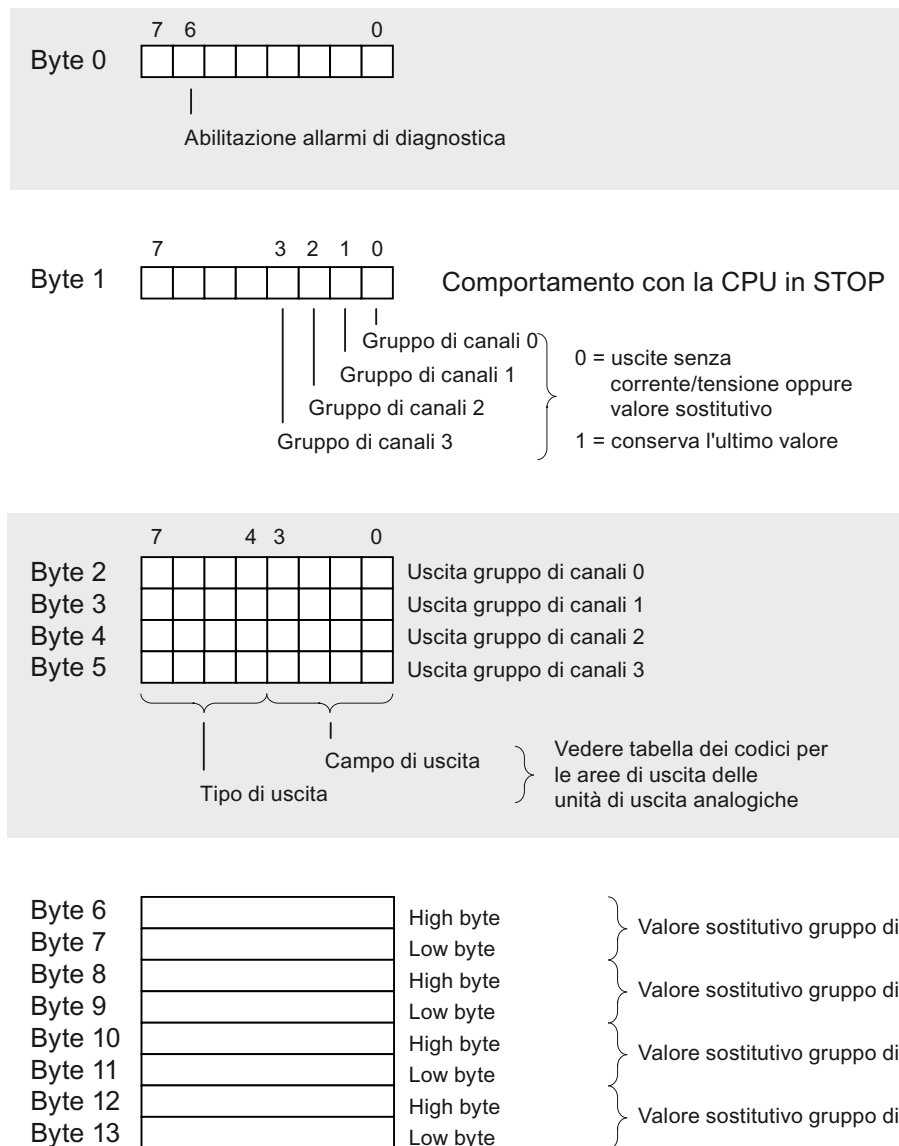 7 6 0
Byte 0
Abilitazione allarmi di diagnostica
7 3 2 1 0
Byte 1
Comportamento con la CPU in STOP
Gruppo di canali 0
Gruppo di canali 1
Gruppo di canali 2
Gruppo di canali 3
0 = uscite senza
corrente/tensione oppure
valore sostitutivo
1 = conserva l'ultimo valore
7 4 3 0
Byte 2 Uscita gruppo di canali 0
Byte 3 Uscita gruppo di canali 1
Byte 4 Uscita gruppo di canali 2
Byte 5 Uscita gruppo di canali 3
Campo di uscita
Tipo di uscita
Vedere tabella dei codici per
le aree di uscita delle
unità di uscita analogiche
Byte 6 High byte
Byte 7 Low byte
Valore sostitutivo gruppo di
Byte 8 High byte
Byte 9 Low byte
Valore sostitutivo gruppo di
Byte 10 High byte
Byte 11 Low byte
Valore sostitutivo gruppo di
Byte 12 High byte
Byte 13 Low byte
Valore sostitutivo gruppo di